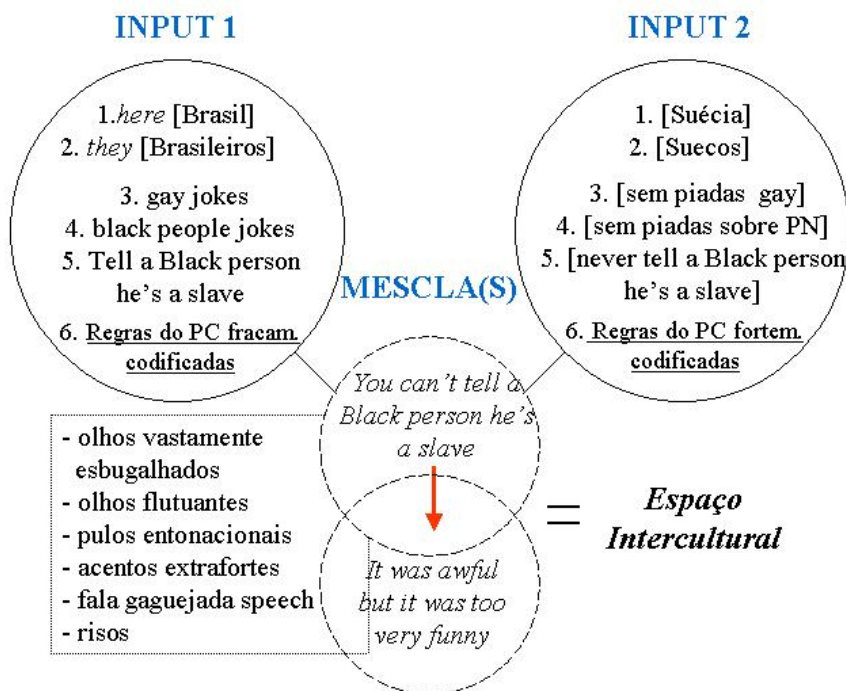 INPUT 1
1.here [Brasil]
2. they [Brasileiros]
3. gay jokes
4. black people jokes
5. Tell a Black person
he's a slave
6. Regras do PC fracam.
codificadas
INPUT 2
1. [Suécia]
2. [Suecos]
3. [sem piadas gay]
4. [sem piadas sobre PN]
5. [never tell a Black person
he's a slave]
6. Regras do PC fortem.
codificadas
MESCLA(S)
You can't tell a
Black person he's
a slave
It was awful
but it was too
very funny
- olhos vastamente
esbugalhados
- olhos flutuantes
- pulos entonacionais
- acentos extrafortes
- fala gaguejada speech
- risos
= Espaço
Intercultural